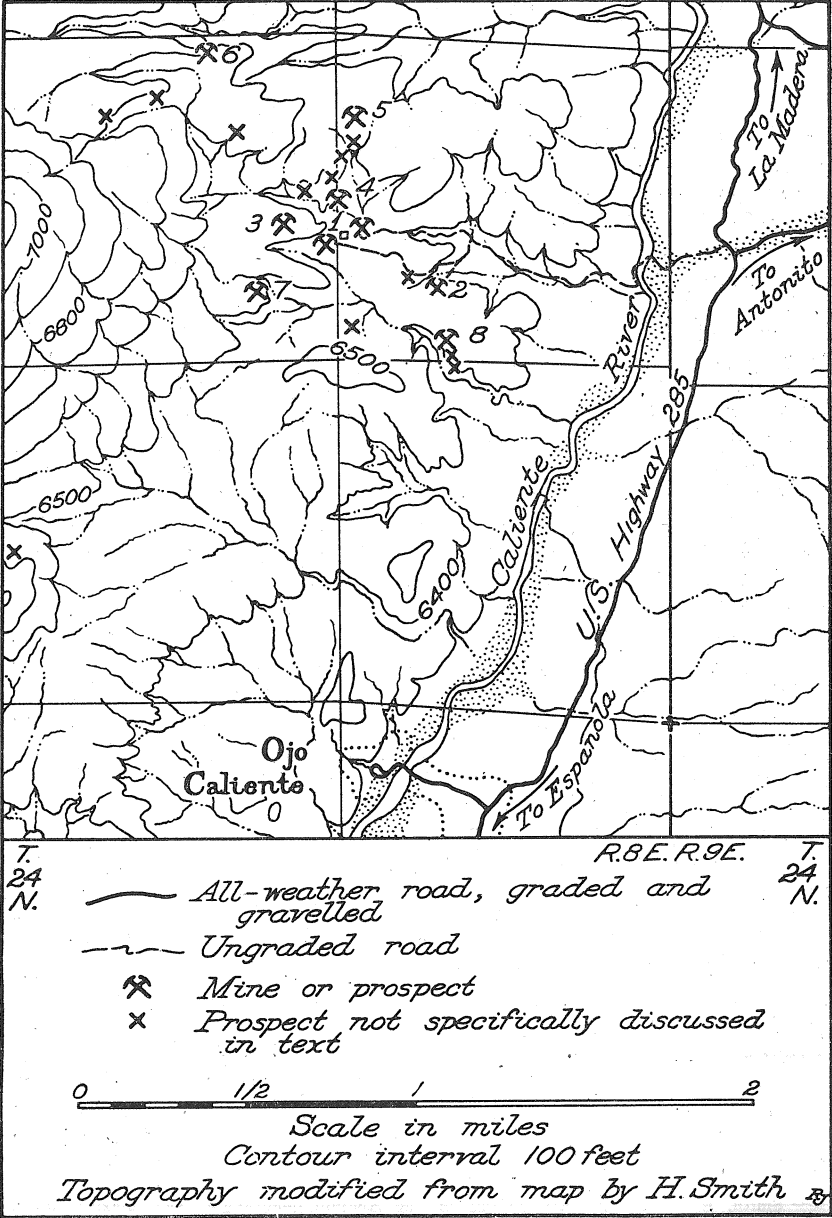 6
5
To
La Madera
4
3
1
To
Antonito
7000
2
7
6800
8
6500
River
U.S. Highway 285
Caliente
6500
6400
Ojo
Caliente
To Española
R.8E. R.9E.
T.
24
N.
T.
24
N.
All-weather road, graded and
gravelled
Ungraded road
Mine or prospect
Prospect not specifically discussed
in text
0 1/2 1 2
Scale in miles
Contour interval 100 feet
Topography modified from map by H. Smith